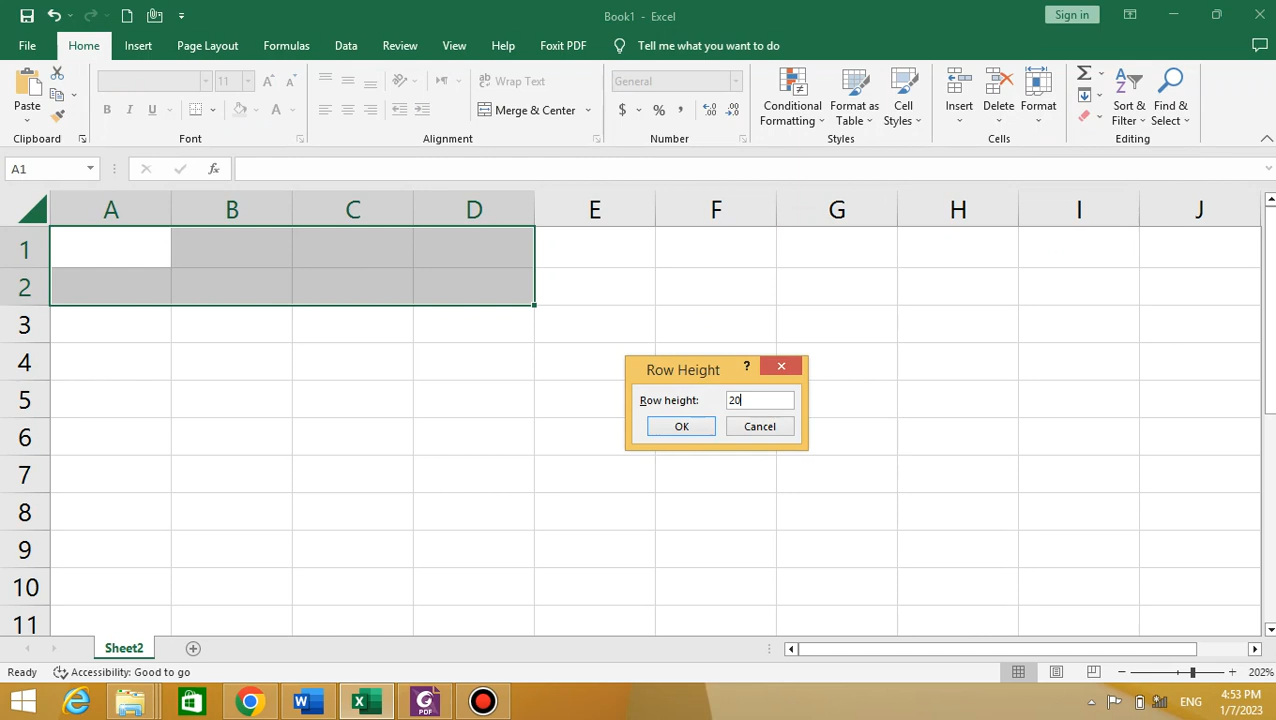 Book1 - Excel
Sign in
File Home Insert Page Layout Formulas Data Review View Help Foxit PDF Tell me what you want to do
Paste
Clipboard
11
B I U A
Font
Wrap Text
Merge & Center
Alignment
General
$ % ,
Number
Conditional Formatting
Format as Table
Cell Styles
Styles
Insert
Delete
Format
Cells
Sort & Filter
Find & Select
Editing
A1
fx
A B C D E F G H I J
1
2
3
4
5
6
7
8
9
10
11
Row Height ?
Row height: 20
OK Cancel
Sheet2
Ready Accessibility: Good to go 202%
PDF
ENG
4:53 PM
1/7/2023